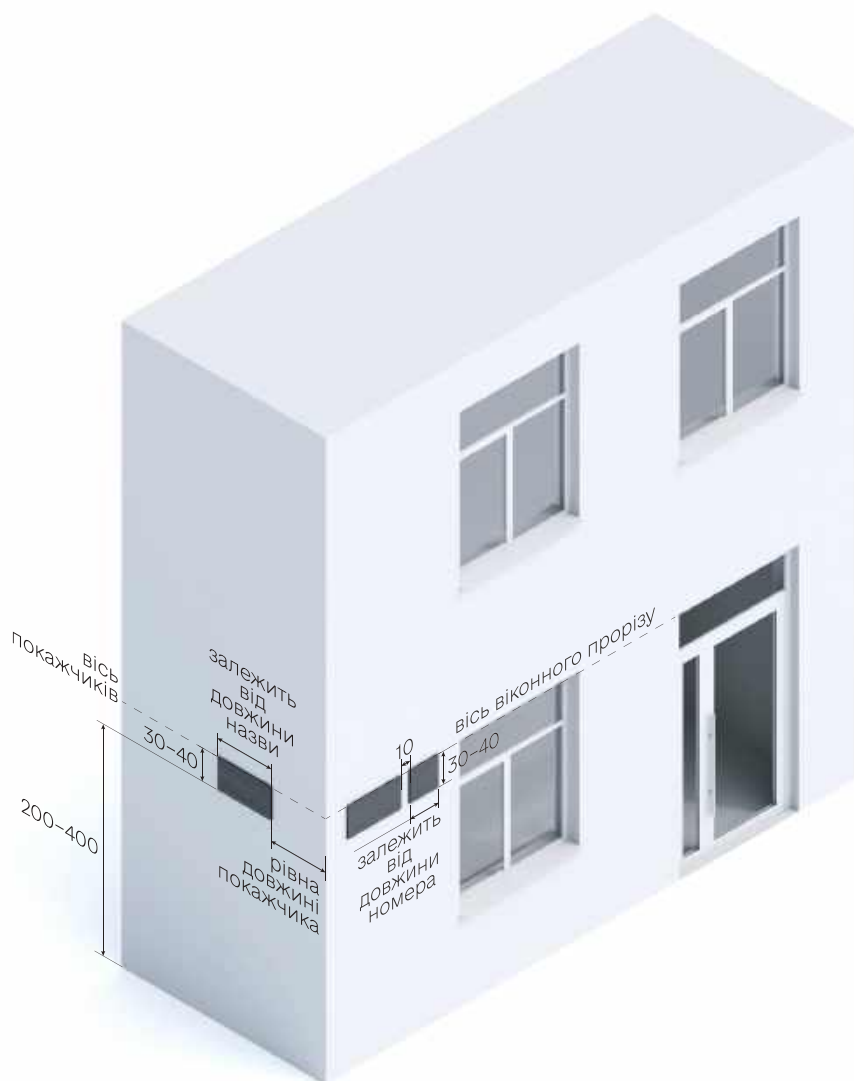 вісь
покажчиків
залежить
від
довжини
назви
30–40
200–400
рівна
довжині
покажчика
вісь віконного прорізу
10
30–40
залежить
від
довжини
номера